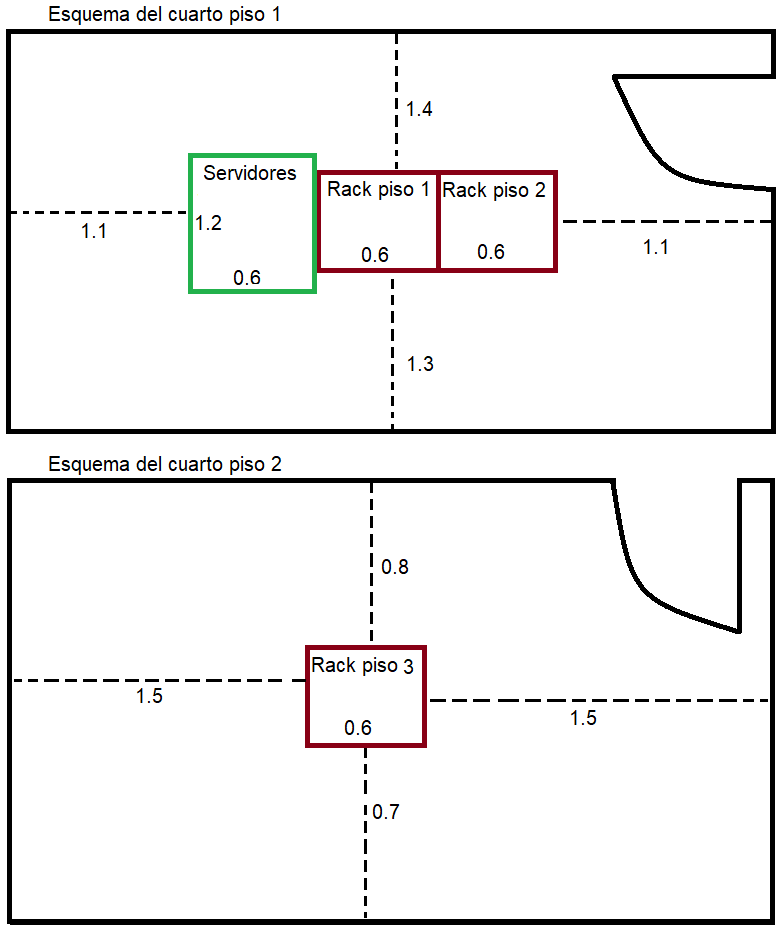 Esquema del cuarto piso 1
1.4
Servidores
Rack piso 1
Rack piso 2
1.1
1.2
0.6
0.6
0.6
1.1
1.3
Esquema del cuarto piso 2
0.8
Rack piso 3
1.5
0.6
1.5
0.7